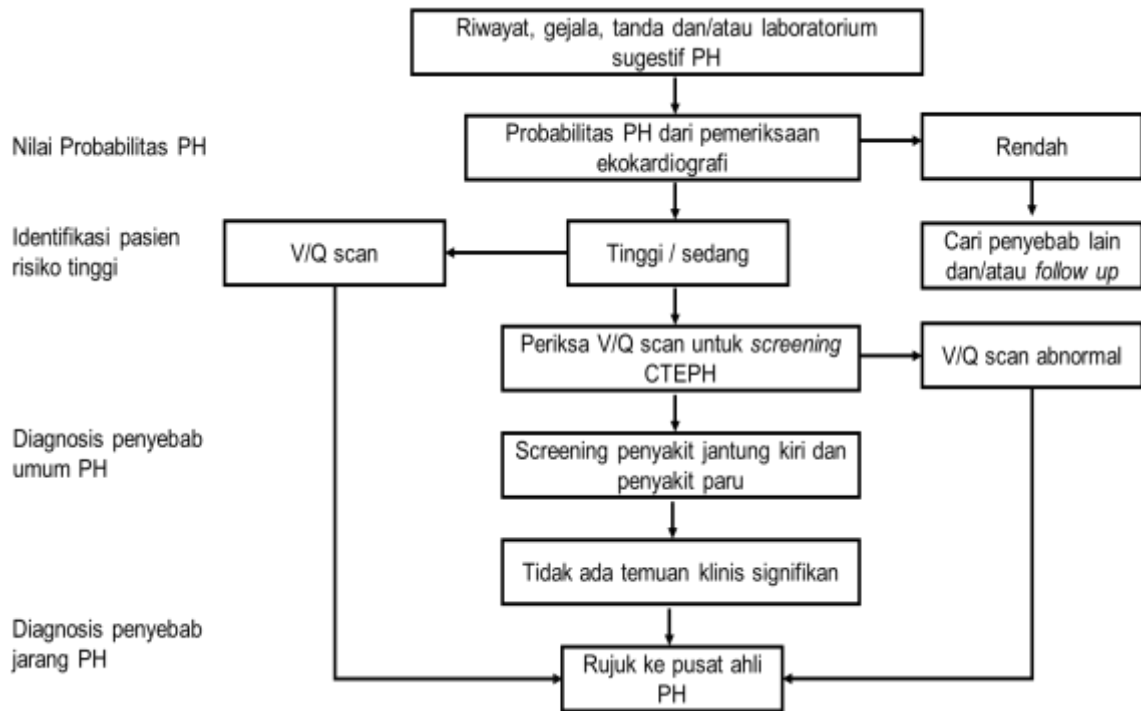 Riwayat, gejala, tanda dan/atau laboratorium
sugestif PH
Nilai Probabilitas PH
Probabilitas PH dari pemeriksaan
ekokardiografi
Rendah
Identifikasi pasien
risiko tinggi
V/Q scan
Tinggi / sedang
Cari penyebab lain
dan/atau follow up
Periksa V/Q scan untuk screening
CTEPH
V/Q scan abnormal
Diagnosis penyebab
umum PH
Screening penyakit jantung kiri dan
penyakit paru
Tidak ada temuan klinis signifikan
Diagnosis penyebab
jarang PH
Rujuk ke pusat ahli
PH